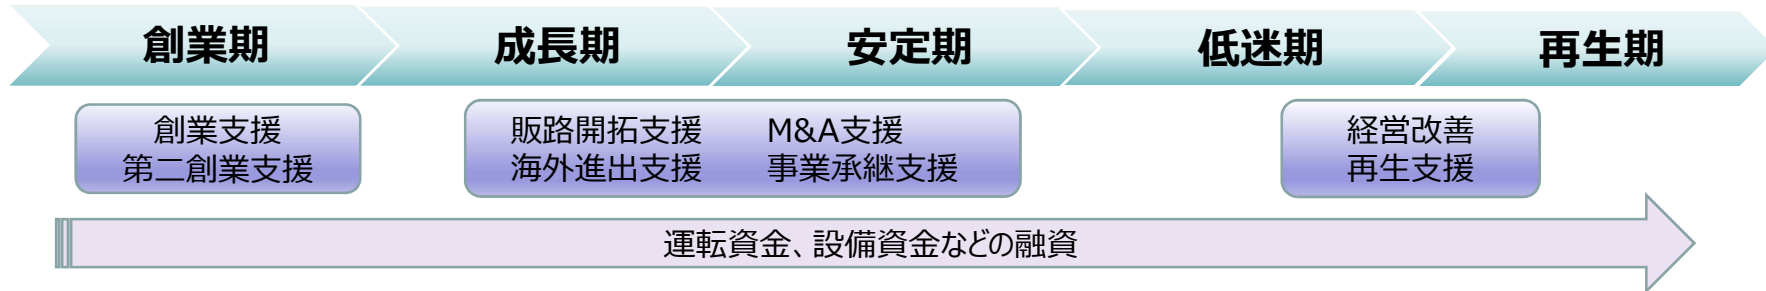 創業期
成長期
安定期
低迷期
再生期
創業支援
第二創業支援
販路開拓支援 M&A支援
海外進出支援 事業承継支援
経営改善
再生支援
運転資金、設備資金などの融資